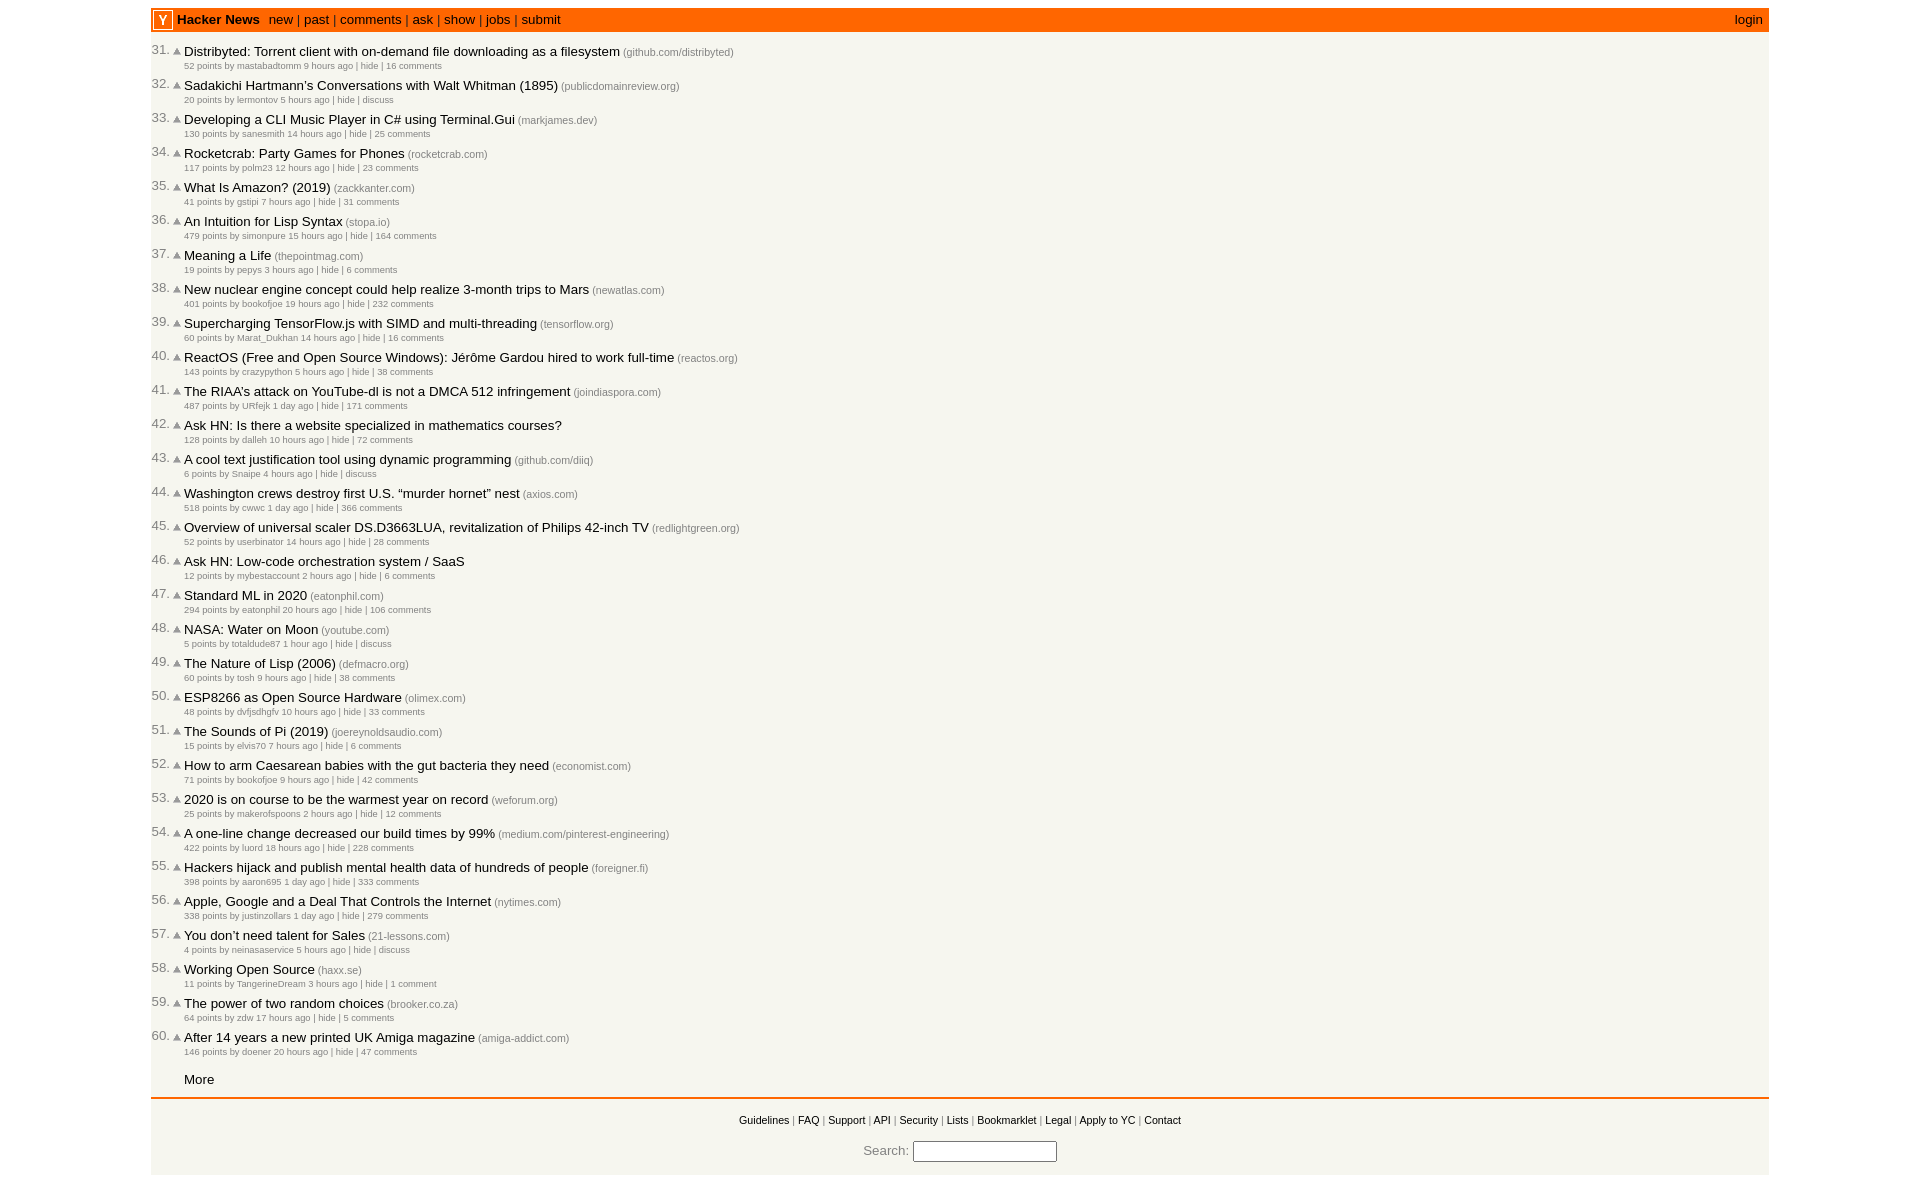 Y Hacker News new | past | comments | ask | show | jobs | submit login
31. Distribyted: Torrent client with on-demand file downloading as a filesystem (github.com/distribyted)
52 points by mastabadtomm 9 hours ago | hide | 16 comments
32. Sadakichi Hartmann’s Conversations with Walt Whitman (1895) (publicdomainreview.org)
20 points by lermontov 5 hours ago | hide | discuss
33. Developing a CLI Music Player in C# using Terminal.Gui (markjames.dev)
130 points by sanesmith 14 hours ago | hide | 25 comments
34. Rocketcrab: Party Games for Phones (rocketcrab.com)
117 points by polm23 12 hours ago | hide | 23 comments
35. What Is Amazon? (2019) (zackkanter.com)
41 points by gstipi 7 hours ago | hide | 31 comments
36. An Intuition for Lisp Syntax (stopa.io)
479 points by simonpure 15 hours ago | hide | 164 comments
37. Meaning a Life (thepointmag.com)
19 points by pepys 3 hours ago | hide | 6 comments
38. New nuclear engine concept could help realize 3-month trips to Mars (newatlas.com)
401 points by bookofjoe 19 hours ago | hide | 232 comments
39. Supercharging TensorFlow.js with SIMD and multi-threading (tensorflow.org)
60 points by Marat_Dukhan 14 hours ago | hide | 16 comments
40. ReactOS (Free and Open Source Windows): Jérôme Gardou hired to work full-time (reactos.org)
143 points by crazypython 5 hours ago | hide | 38 comments
41. The RIAA’s attack on YouTube-dl is not a DMCA 512 infringement (joindiaspora.com)
487 points by URfejk 1 day ago | hide | 171 comments
42. Ask HN: Is there a website specialized in mathematics courses?
128 points by dalleh 10 hours ago | hide | 72 comments
43. A cool text justification tool using dynamic programming (github.com/diiq)
6 points by Snaipe 4 hours ago | hide | discuss
44. Washington crews destroy first U.S. “murder hornet” nest (axios.com)
518 points by cwwc 1 day ago | hide | 366 comments
45. Overview of universal scaler DS.D3663LUA, revitalization of Philips 42-inch TV (redlightgreen.org)
52 points by userbinator 14 hours ago | hide | 28 comments
46. Ask HN: Low-code orchestration system / SaaS
12 points by mybestaccount 2 hours ago | hide | 6 comments
47. Standard ML in 2020 (eatonphil.com)
294 points by eatonphil 20 hours ago | hide | 106 comments
48. NASA: Water on Moon (youtube.com)
5 points by totaldude87 1 hour ago | hide | discuss
49. The Nature of Lisp (2006) (defmacro.org)
60 points by tosh 9 hours ago | hide | 38 comments
50. ESP8266 as Open Source Hardware (olimex.com)
48 points by dvfjsdhgfv 10 hours ago | hide | 33 comments
51. The Sounds of Pi (2019) (joereynoldsaudio.com)
15 points by elvis70 7 hours ago | hide | 6 comments
52. How to arm Caesarean babies with the gut bacteria they need (economist.com)
71 points by bookofjoe 9 hours ago | hide | 42 comments
53. 2020 is on course to be the warmest year on record (weforum.org)
25 points by makerofspoons 2 hours ago | hide | 12 comments
54. A one-line change decreased our build times by 99% (medium.com/pinterest-engineering)
422 points by luord 18 hours ago | hide | 228 comments
55. Hackers hijack and publish mental health data of hundreds of people (foreigner.fi)
398 points by aaron695 1 day ago | hide | 333 comments
56. Apple, Google and a Deal That Controls the Internet (nytimes.com)
338 points by justinzollars 1 day ago | hide | 279 comments
57. You don’t need talent for Sales (21-lessons.com)
4 points by neinasaservice 5 hours ago | hide | discuss
58. Working Open Source (haxx.se)
11 points by TangerineDream 3 hours ago | hide | 1 comment
59. The power of two random choices (brooker.co.za)
64 points by zdw 17 hours ago | hide | 5 comments
60. After 14 years a new printed UK Amiga magazine (amiga-addict.com)
146 points by doener 20 hours ago | hide | 47 comments
More
Guidelines | FAQ | Support | API | Security | Lists | Bookmarklet | Legal | Apply to YC | Contact
Search: